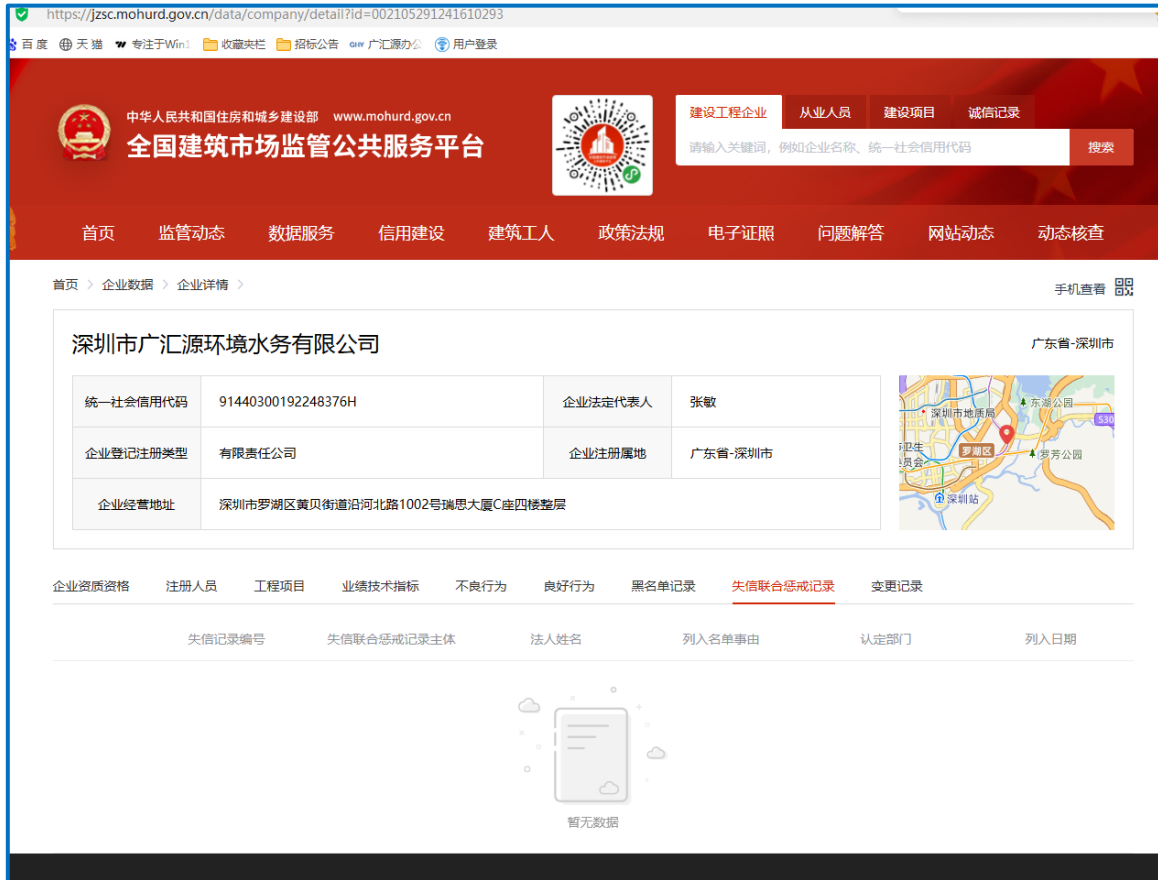 https://jzsc.mohurd.gov.cn/data/company/detail?id=002105291241610293
百度 天猫 专注于Win1 收藏夹栏 招标公告 GHY 广汇源办公 用户登录
中华人民共和国住房和城乡建设部 www.mohurd.gov.cn
全国建筑市场监管公共服务平台
建设工程企业 从业人员 建设项目 诚信记录
请输入关键词，例如企业名称、统一社会信用代码 搜索
首页 监管动态 数据服务 信用建设 建筑工人 政策法规 电子证照 问题解答 网站动态 动态核查
首页 > 企业数据 > 企业详情 >
手机查看
深圳市广汇源环境水务有限公司
广东省-深圳市
统一社会信用代码 91440300192248376H 企业法定代表人 张敏
企业登记注册类型 有限责任公司 企业注册属地 广东省-深圳市
企业经营地址 深圳市罗湖区黄贝街道沿河北路1002号瑞思大厦C座四楼整层
东湖公园
深圳市地质局
S30
卫生
罗湖区
罗芳公园
员会
深圳站
企业资质资格 注册人员 工程项目 业绩技术指标 不良行为 良好行为 黑名单记录 失信联合惩戒记录 变更记录
失信记录编号 失信联合惩戒记录主体 法人姓名 列入名单事由 认定部门 列入日期
暂无数据